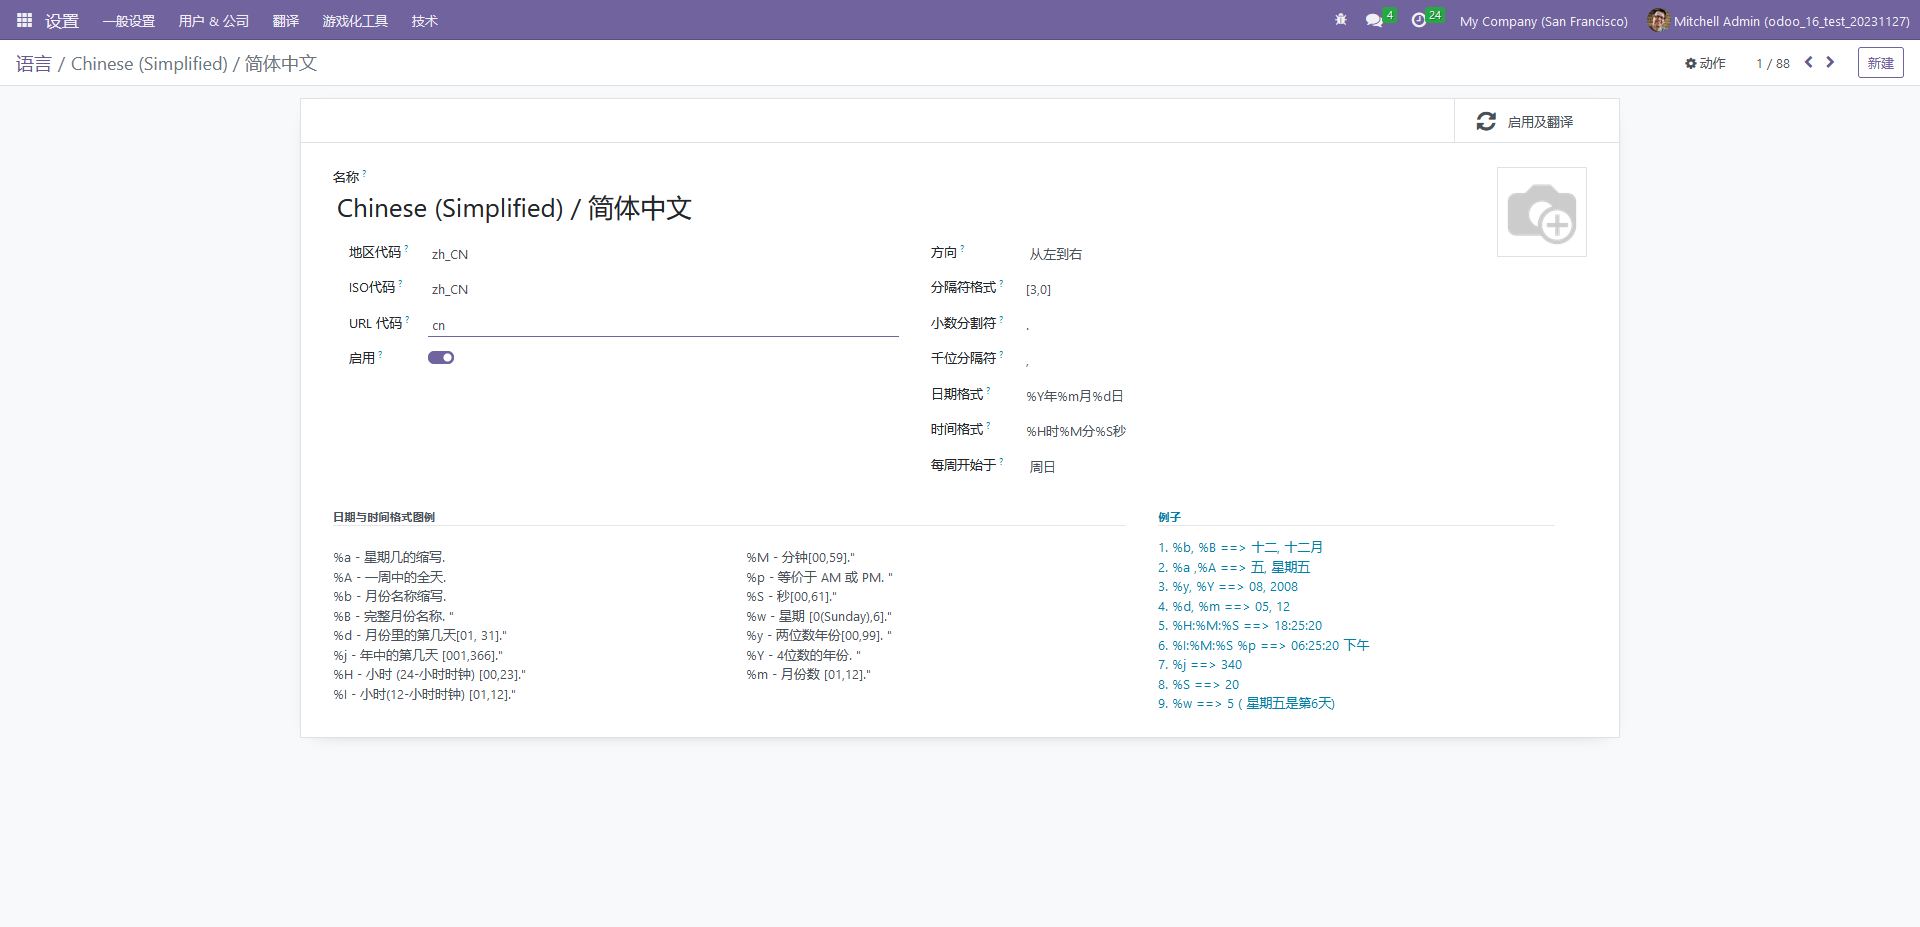 设置 一般设置 用户 & 公司 翻译 游戏化工具 技术 4 24 My Company (San Francisco) Mitchell Admin (odoo_16_test_20231127)
语言 / Chinese (Simplified) / 简体中文 动作 1 / 88 新建
启用及翻译
名称 ?
Chinese (Simplified) / 简体中文
地区代码 ? zh_CN
ISO代码 ? zh_CN
URL 代码 ? cn
启用 ?
方向 ? 从左到右
分隔符格式 ? [3,0]
小数分割符 ? .
千位分隔符 ? ,
日期格式 ? %Y年%m月%d日
时间格式 ? %H时%M分%S秒
每周开始于 ? 周日
日期与时间格式图例
%a - 星期几的缩写.
%A - 一周中的全天.
%b - 月份名称缩写.
%B - 完整月份名称. "
%d - 月份里的第几天[01, 31]."
%j - 年中的第几天 [001,366]."
%H - 小时 (24-小时时钟) [00,23]."
%I - 小时(12-小时时钟) [01,12]."
%M - 分钟[00,59]."
%p - 等价于 AM 或 PM. "
%S - 秒[00,61]."
%w - 星期 [0(Sunday),6]."
%y - 两位数年份[00,99]. "
%Y - 4位数的年份. "
%m - 月份数 [01,12]."
例子
1. %b, %B ==> 十二, 十二月
2. %a ,%A ==> 五, 星期五
3. %y, %Y ==> 08, 2008
4. %d, %m ==> 05, 12
5. %H:%M:%S ==> 18:25:20
6. %I:%M:%S %p ==> 06:25:20 下午
7. %j ==> 340
8. %S ==> 20
9. %w ==> 5 ( 星期五是第6天)